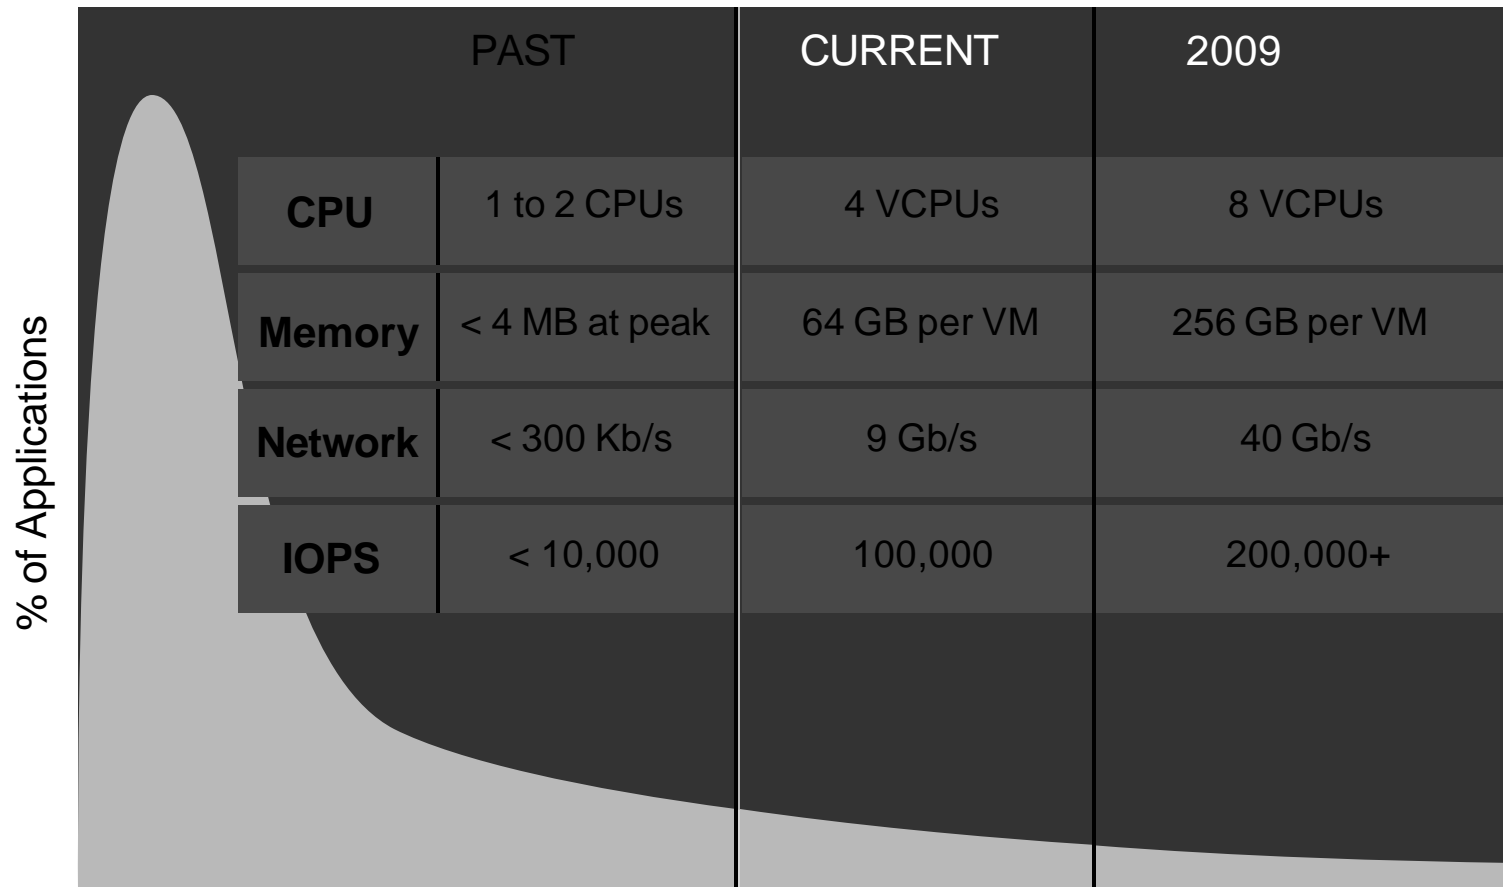 PAST CURRENT 2009
CPU 1 to 2 CPUs 4 VCPUs 8 VCPUs
Memory < 4 MB at peak 64 GB per VM 256 GB per VM
Network < 300 Kb/s 9 Gb/s 40 Gb/s
IOPS < 10,000 100,000 200,000+
% of Applications